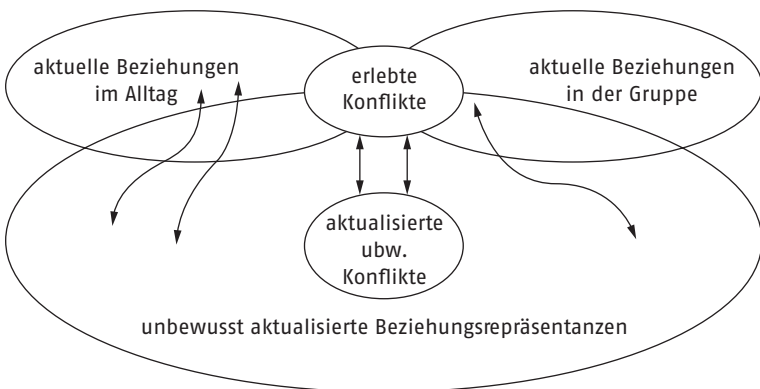 aktuelle Beziehungen
im Alltag
erlebte
Konflikte
aktuelle Beziehungen
in der Gruppe
aktualisierte
ubw.
Konflikte
unbewusst aktualisierte Beziehungsrepräsentanzen